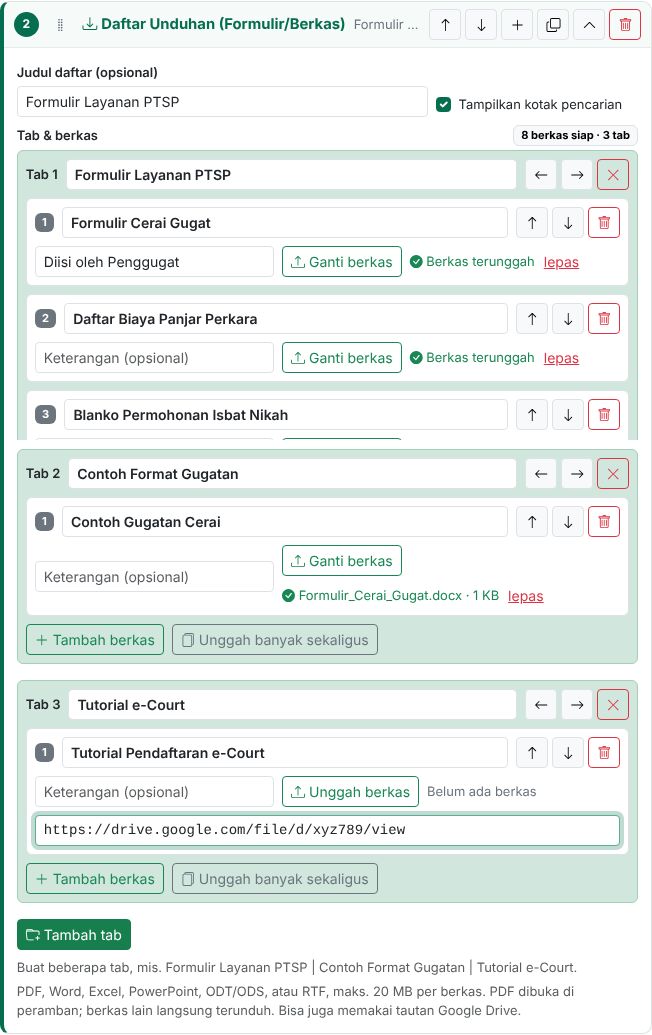 2 Daftar Unduhan (Formulir/Berkas) Formulir ...
Judul daftar (opsional)
Formulir Layanan PTSP
Tampilkan kotak pencarian
Tab & berkas
8 berkas siap · 3 tab
Tab 1 Formulir Layanan PTSP
1 Formulir Cerai Gugat
Diisi oleh Penggugat Ganti berkas Berkas terunggah lepas
2 Daftar Biaya Panjar Perkara
Keterangan (opsional) Ganti berkas Berkas terunggah lepas
3 Blanko Permohonan Isbat Nikah
Tab 2 Contoh Format Gugatan
1 Contoh Gugatan Cerai
Ganti berkas
Keterangan (opsional)
Formulir_Cerai_Gugat.docx · 1 KB lepas
+ Tambah berkas Unggah banyak sekaligus
Tab 3 Tutorial e-Court
1 Tutorial Pendaftaran e-Court
Keterangan (opsional) Unggah berkas Belum ada berkas
https://drive.google.com/file/d/xyz789/view
+ Tambah berkas Unggah banyak sekaligus
Tambah tab
Buat beberapa tab, mis. Formulir Layanan PTSP | Contoh Format Gugatan | Tutorial e-Court.
PDF, Word, Excel, PowerPoint, ODT/ODS, atau RTF, maks. 20 MB per berkas. PDF dibuka di
peramban; berkas lain langsung terunduh. Bisa juga memakai tautan Google Drive.